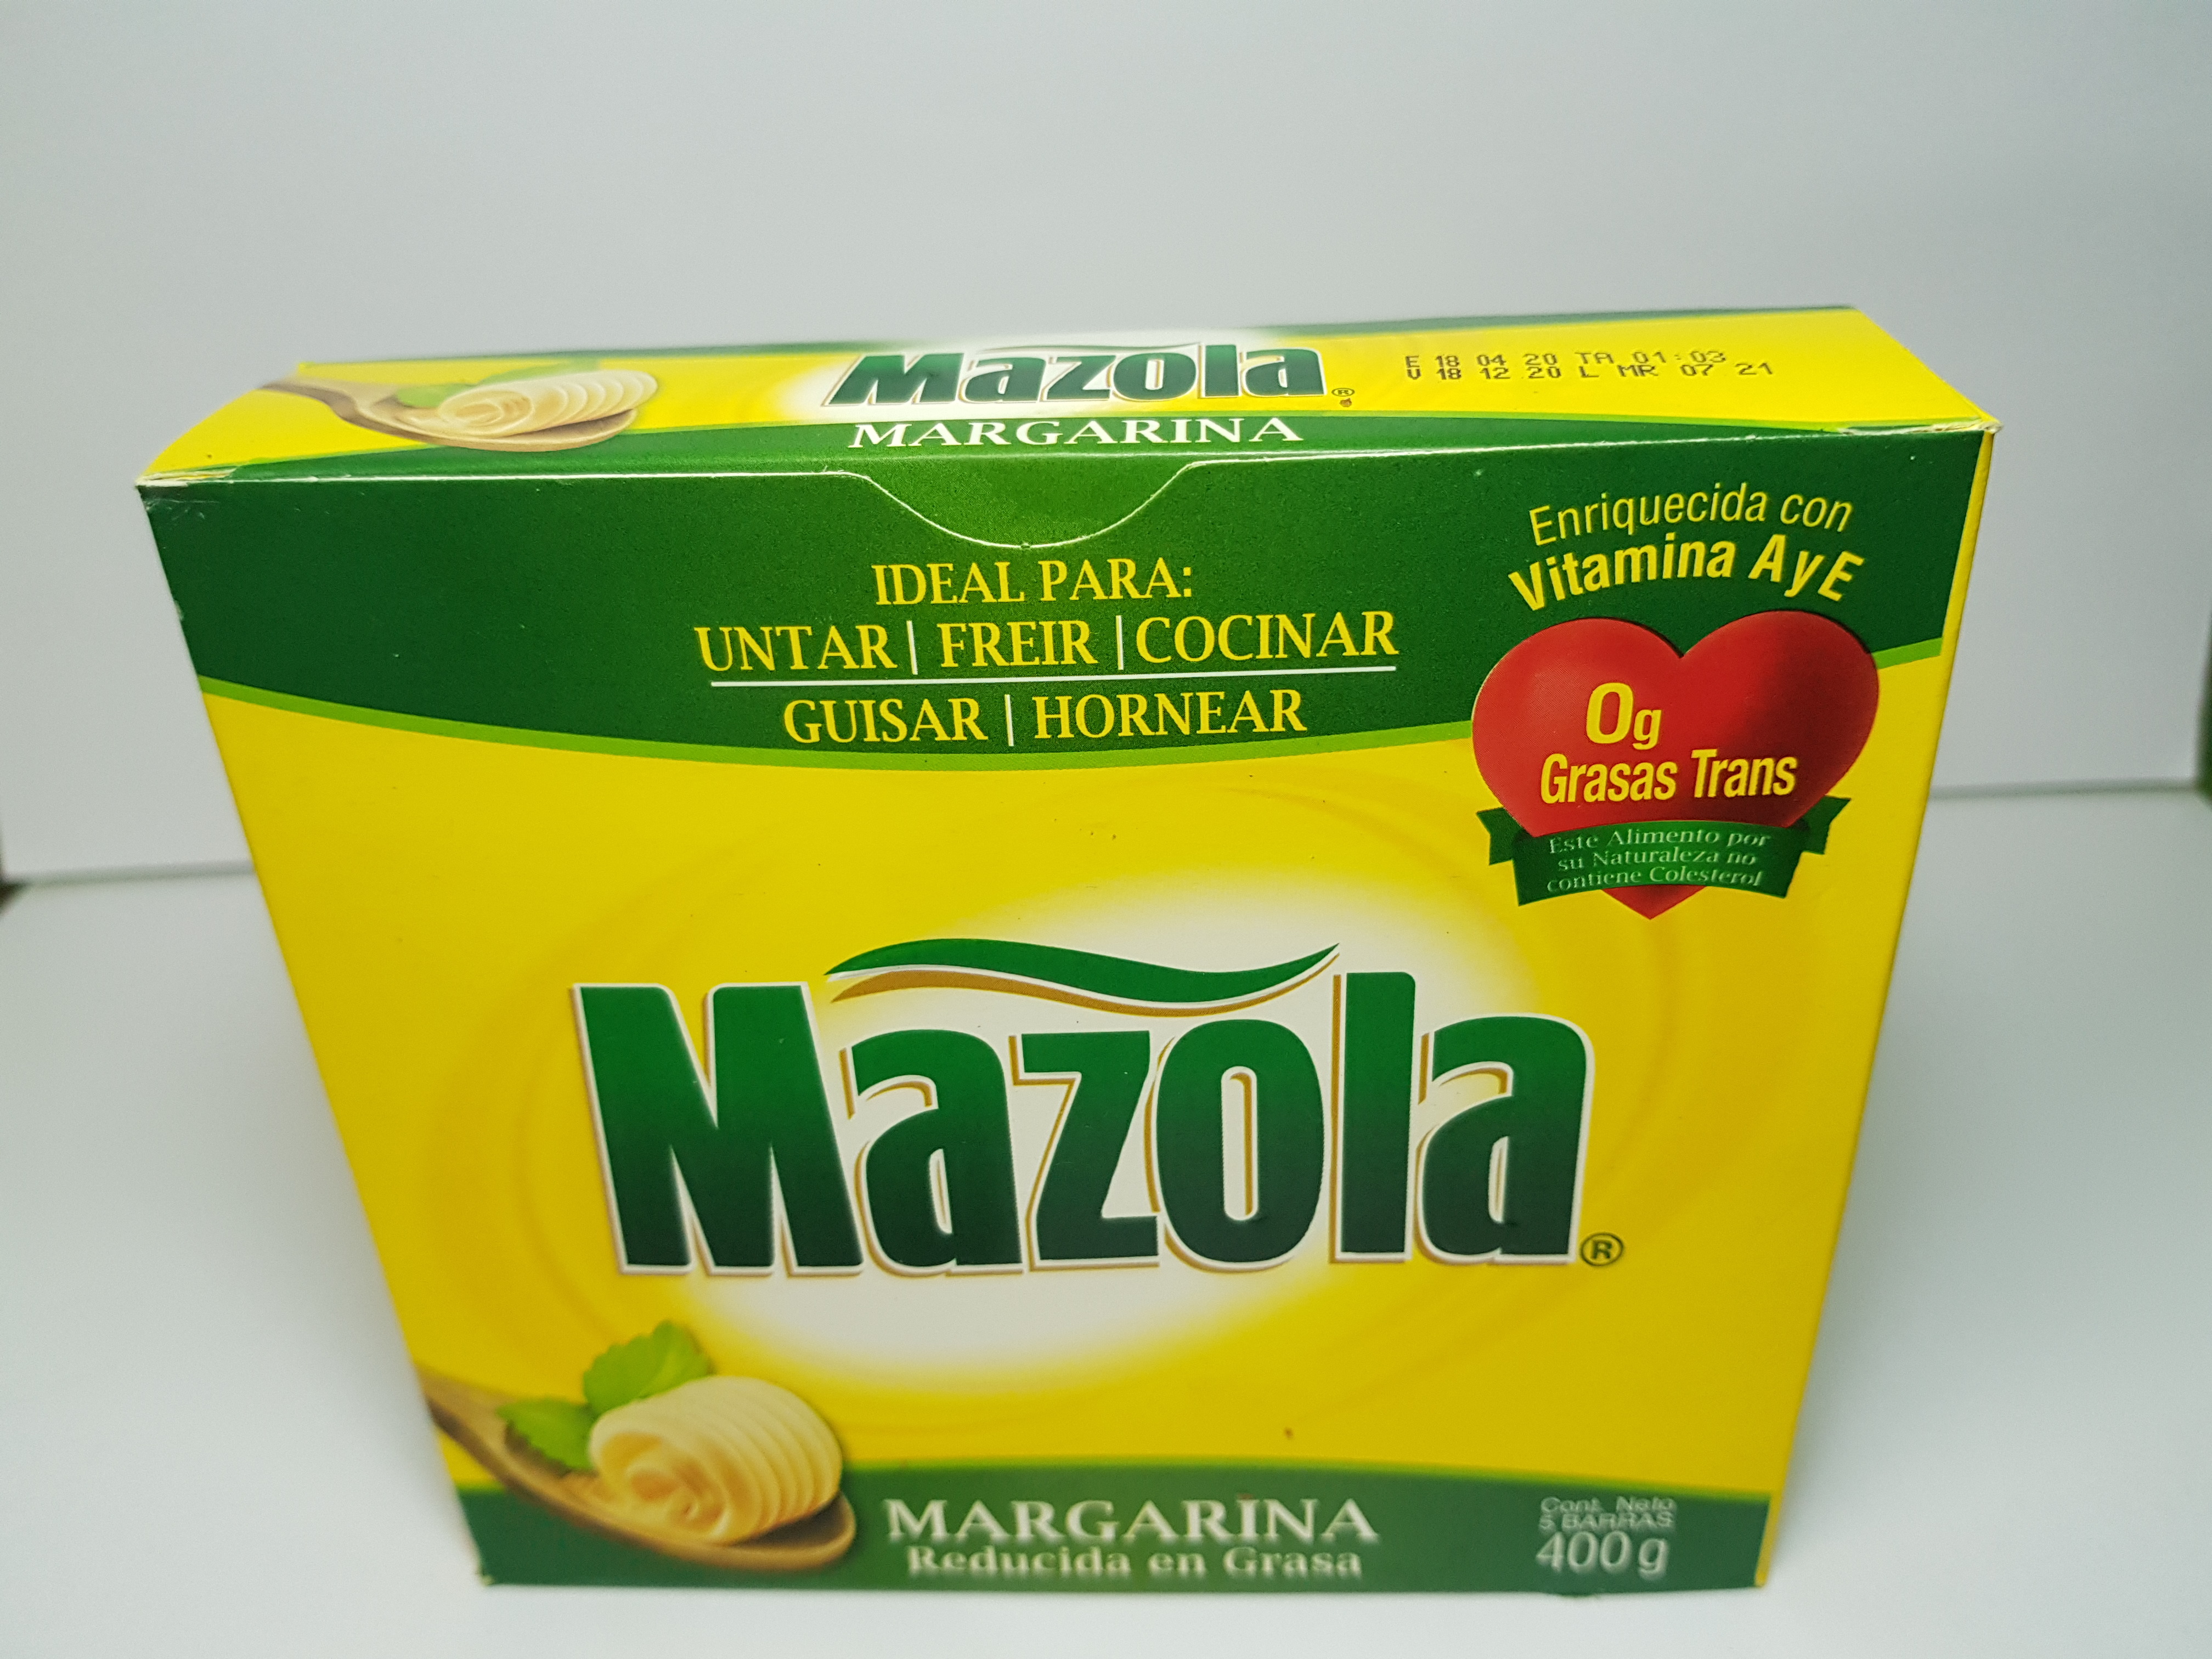 Mazola®
E 18 04 20 TA 01:03
V 18 12 20 L MR 07 21
MARGARINA
IDEAL PARA:
UNTAR | FREIR | COCINAR
GUISAR | HORNEAR
Enriquecida con
Vitamina A y E
0g
Grasas Trans
Este Alimento por
su Naturaleza no
contiene Colesterol
Mazola®
MARGARINA
Reducida en Grasa
Cont. Neto
5 BARRAS
400g